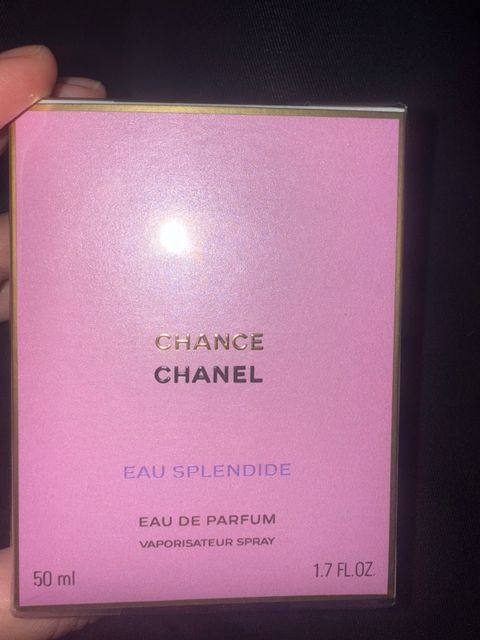 CHANCE
CHANEL
EAU SPLENDIDE
EAU DE PARFUM
VAPORISATEUR SPRAY
50 ml 1.7 FL.OZ.